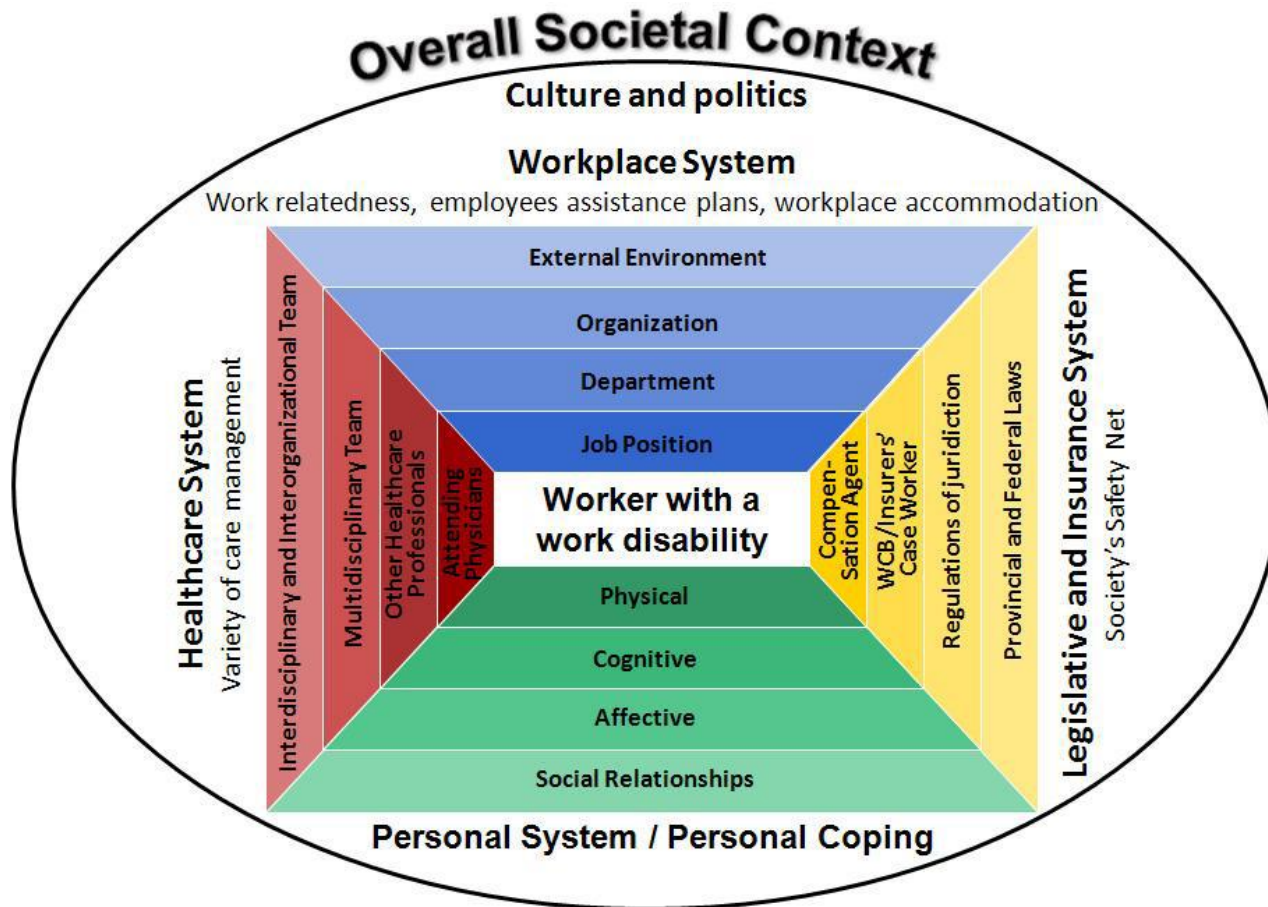 Overall Societal Context
Culture and politics
Workplace System
Work relatedness, employees assistance plans, workplace accommodation
External Environment
Organization
Department
Job Position
Healthcare System
Variety of care management
Interdisciplinary and Interorganizational Team
Multidisciplinary Team
Other Healthcare
Professionals
Attending
Physicians
Worker with a
work disability
Compen-
Sation Agent
WCB/Insurers'
Case Worker
Regulations of juridiction
Provincial and Federal Laws
Legislative and Insurance System
Society's Safety Net
Physical
Cognitive
Affective
Social Relationships
Personal System / Personal Coping